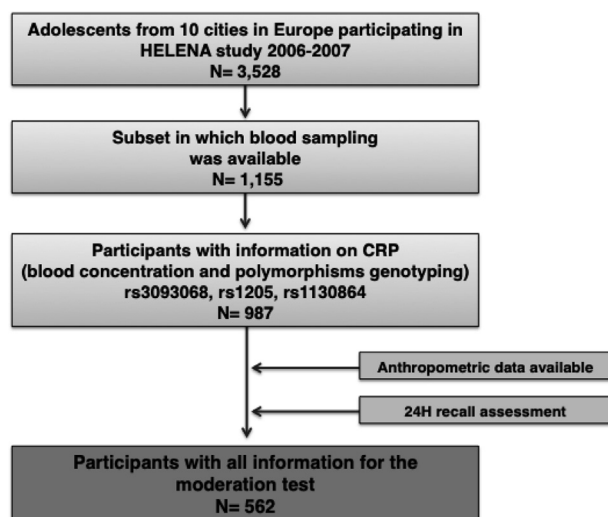 Adolescents from 10 cities in Europe participating in
HELENA study 2006-2007
N= 3,528
Subset in which blood sampling
was available
N= 1,155
Participants with information on CRP
(blood concentration and polymorphisms genotyping)
rs3093068, rs1205, rs1130864
N= 987
Anthropometric data available
24H recall assessment
Participants with all information for the
moderation test
N= 562